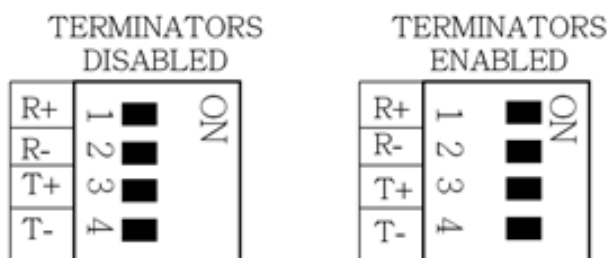 TERMINATORS
DISABLED
R+ 1 ON
R- 2
T+ 3
T- 4
TERMINATORS
ENABLED
R+ 1 ON
R- 2
T+ 3
T- 4